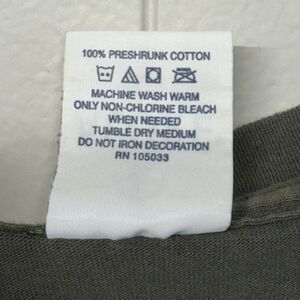 100% PRESHRUNK COTTON
MACHINE WASH WARM
ONLY NON-CHLORINE BLEACH
WHEN NEEDED
TUMBLE DRY MEDIUM
DO NOT IRON DECORATION
RN 105033